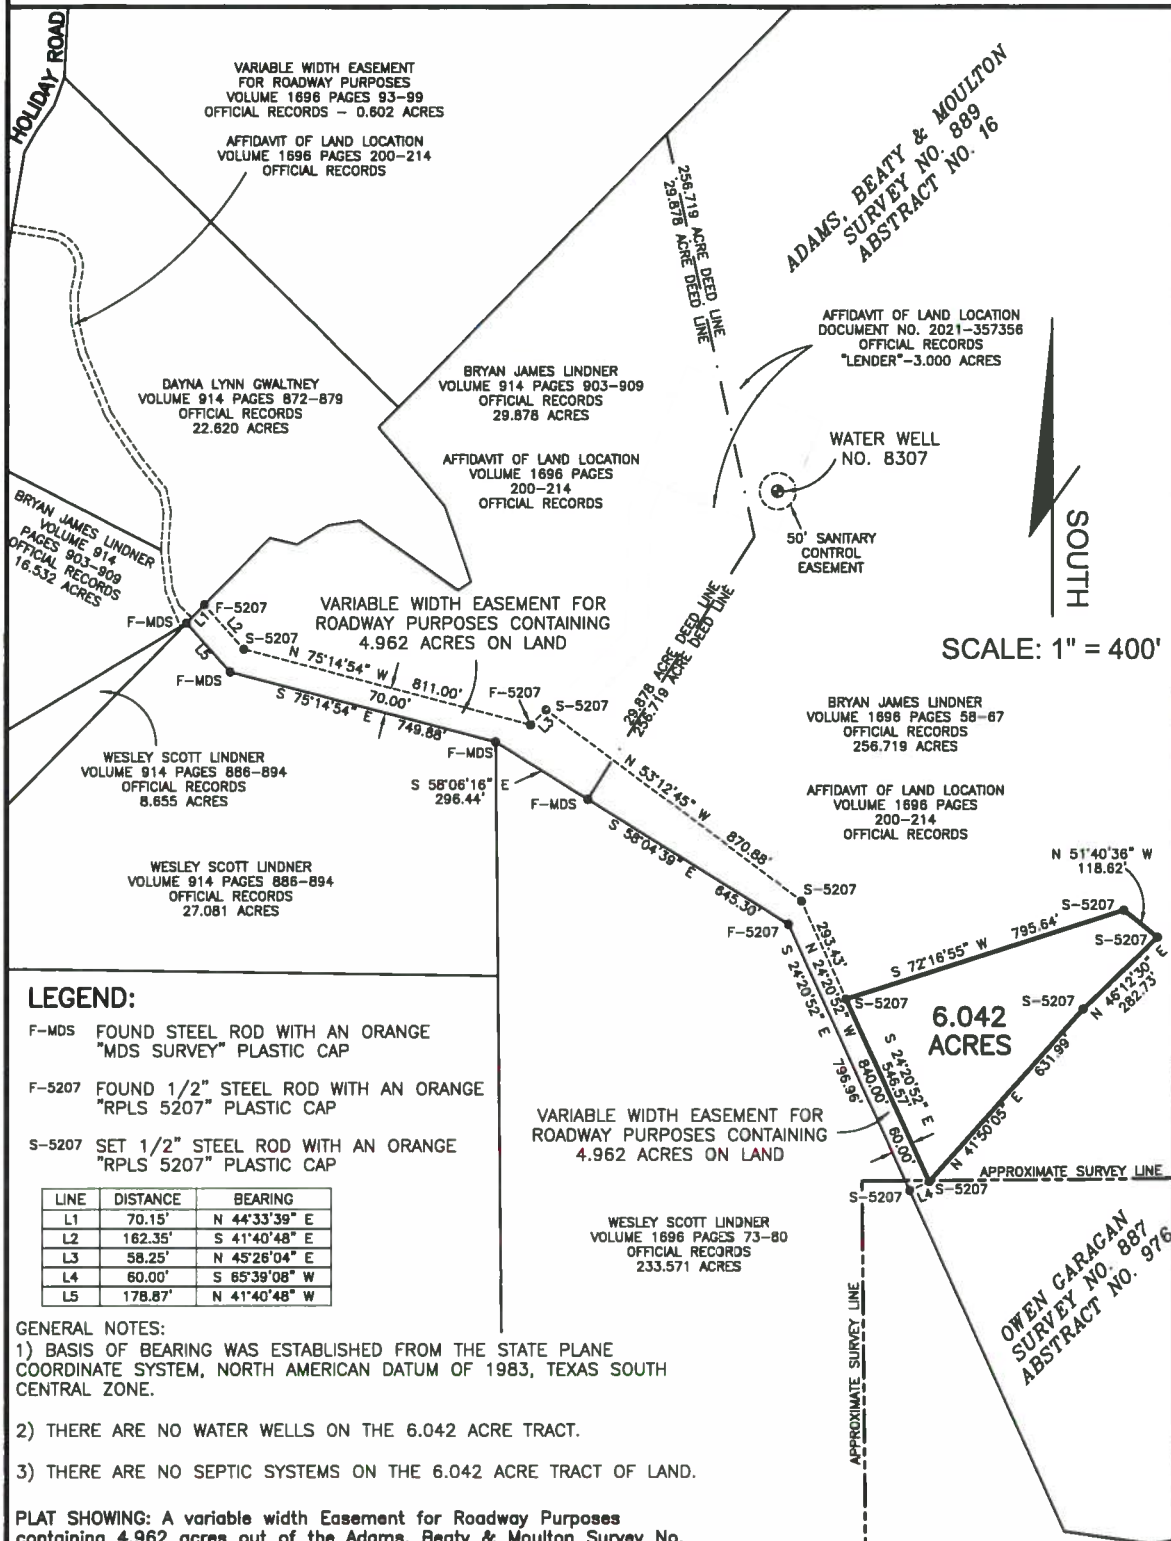 HOLIDAY ROAD
VARIABLE WIDTH EASEMENT
FOR ROADWAY PURPOSES
VOLUME 1696 PAGES 93-99
OFFICIAL RECORDS - 0.602 ACRES
AFFIDAVIT OF LAND LOCATION
VOLUME 1696 PAGES 200-214
OFFICIAL RECORDS
256.719 ACRE DEED LINE
29.878 ACRE DEED LINE
ADAMS, BEATY & MOULTON
SURVEY NO. 889
ABSTRACT NO. 16
AFFIDAVIT OF LAND LOCATION
DOCUMENT NO. 2021-357356
OFFICIAL RECORDS
"LENDER"-3.000 ACRES
DAYNA LYNN GWALTNEY
VOLUME 914 PAGES 872-879
OFFICIAL RECORDS
22.620 ACRES
BRYAN JAMES LINDNER
VOLUME 914 PAGES 903-909
OFFICIAL RECORDS
29.878 ACRES
AFFIDAVIT OF LAND LOCATION
VOLUME 1696 PAGES
200-214
OFFICIAL RECORDS
WATER WELL
NO. 8307
50' SANITARY
CONTROL
EASEMENT
SOUTH
SCALE: 1" = 400'
BRYAN JAMES LINDNER
VOLUME 914
PAGES 903-909
OFFICIAL RECORDS
16.532 ACRES
F-MDS
L1
F-5207
L2
S-5207
L5
F-MDS
VARIABLE WIDTH EASEMENT FOR
ROADWAY PURPOSES CONTAINING
4.962 ACRES ON LAND
N 75°14'54" W
811.00'
70.00'
S 75°14'54" E
749.88'
F-5207
S-5207
L3
F-MDS
29.878 ACRE DEED LINE
256.719 ACRE DEED LINE
S 58°06'16" E
296.44'
F-MDS
N 53°12'45" W
870.88'
S 58°04'39" E
645.30'
BRYAN JAMES LINDNER
VOLUME 1696 PAGES 58-67
OFFICIAL RECORDS
256.719 ACRES
AFFIDAVIT OF LAND LOCATION
VOLUME 1696 PAGES
200-214
OFFICIAL RECORDS
WESLEY SCOTT LINDNER
VOLUME 914 PAGES 886-894
OFFICIAL RECORDS
8.655 ACRES
WESLEY SCOTT LINDNER
VOLUME 914 PAGES 886-894
OFFICIAL RECORDS
27.081 ACRES
S-5207
F-5207
293.43'
N 24°20'52" W
840.00'
S 24°20'52" E
796.96'
N 51°40'36" W
118.62'
S-5207
S-5207
S 72°16'55" W
795.64'
S-5207
S-5207
N 46°12'30" E
282.73'
6.042
ACRES
S 24°20'52" E
546.57'
N 41°50'05" E
631.99'
60.00'
VARIABLE WIDTH EASEMENT FOR
ROADWAY PURPOSES CONTAINING
4.962 ACRES ON LAND
S-5207
L4
S-5207
APPROXIMATE SURVEY LINE
WESLEY SCOTT LINDNER
VOLUME 1696 PAGES 73-80
OFFICIAL RECORDS
233.571 ACRES
APPROXIMATE SURVEY LINE
OWEN GARAGAN
SURVEY NO. 887
ABSTRACT NO. 976
LEGEND:
F-MDS FOUND STEEL ROD WITH AN ORANGE
"MDS SURVEY" PLASTIC CAP
F-5207 FOUND 1/2" STEEL ROD WITH AN ORANGE
"RPLS 5207" PLASTIC CAP
S-5207 SET 1/2" STEEL ROD WITH AN ORANGE
"RPLS 5207" PLASTIC CAP
LINE DISTANCE BEARING
L1 70.15' N 44°33'39" E
L2 162.35' S 41°40'48" E
L3 58.25' N 45°26'04" E
L4 60.00' S 65°39'08" W
L5 178.87' N 41°40'48" W
GENERAL NOTES:
1) BASIS OF BEARING WAS ESTABLISHED FROM THE STATE PLANE
COORDINATE SYSTEM, NORTH AMERICAN DATUM OF 1983, TEXAS SOUTH
CENTRAL ZONE.
2) THERE ARE NO WATER WELLS ON THE 6.042 ACRE TRACT.
3) THERE ARE NO SEPTIC SYSTEMS ON THE 6.042 ACRE TRACT OF LAND.
PLAT SHOWING: A variable width Easement for Roadway Purposes
containing 4.962 acres out of the Adams, Beaty & Moulton Survey No.